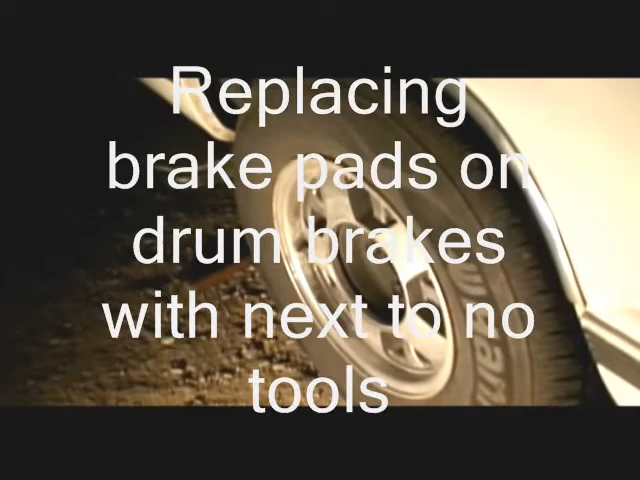 Replacing
brake pads on
drum brakes
with next to no
tools